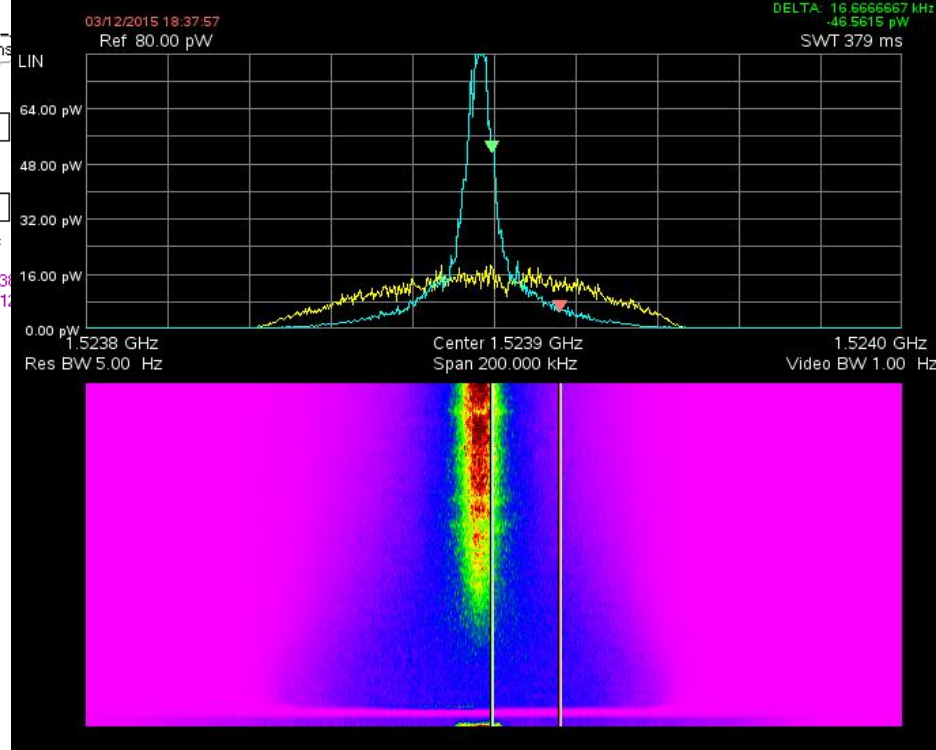 DELTA: 16.6666667 kHz
-46.5615 pW
03/12/2015 18:37:57
Ref 80.00 pW
SWT 379 ms
LIN
64.00 pW
48.00 pW
32.00 pW
16.00 pW
0.00 pW
1.5238 GHz
Center 1.5239 GHz
1.5240 GHz
Res BW 5.00 Hz
Span 200.000 kHz
Video BW 1.00 Hz